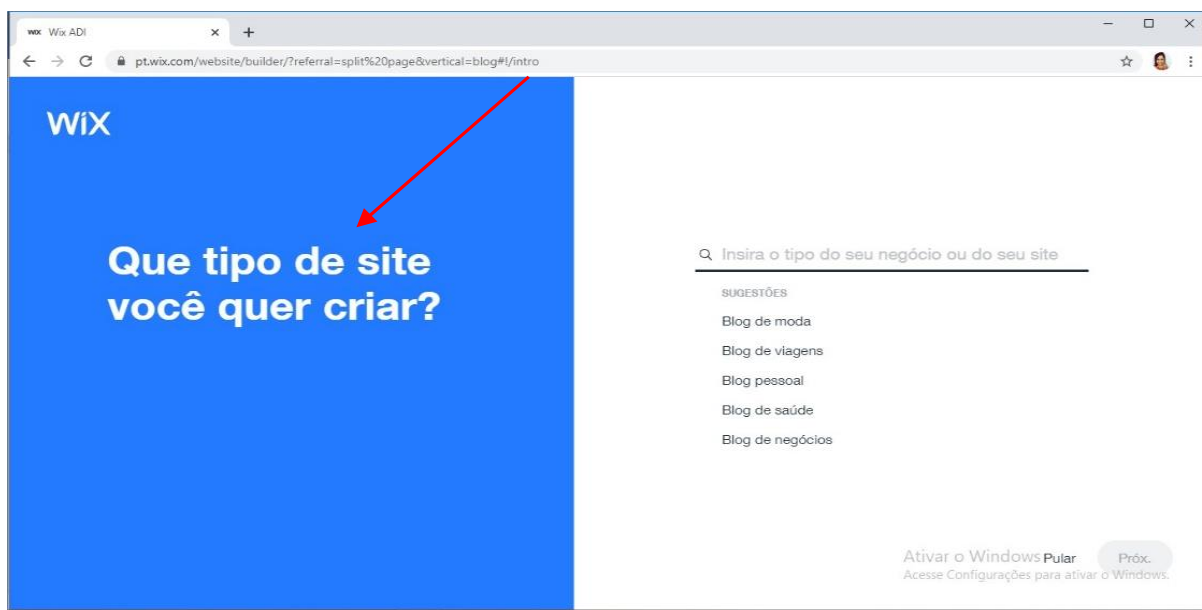 WIX Wix ADI
pt.wix.com/website/builder/?referral=split%20page&vertical=blog#!/intro
WiX
Que tipo de site
você quer criar?
Insira o tipo do seu negócio ou do seu site
SUGESTÕES
Blog de moda
Blog de viagens
Blog pessoal
Blog de saúde
Blog de negócios
Ativar o Windows Pular Próx.
Acesse Configurações para ativar o Windows.